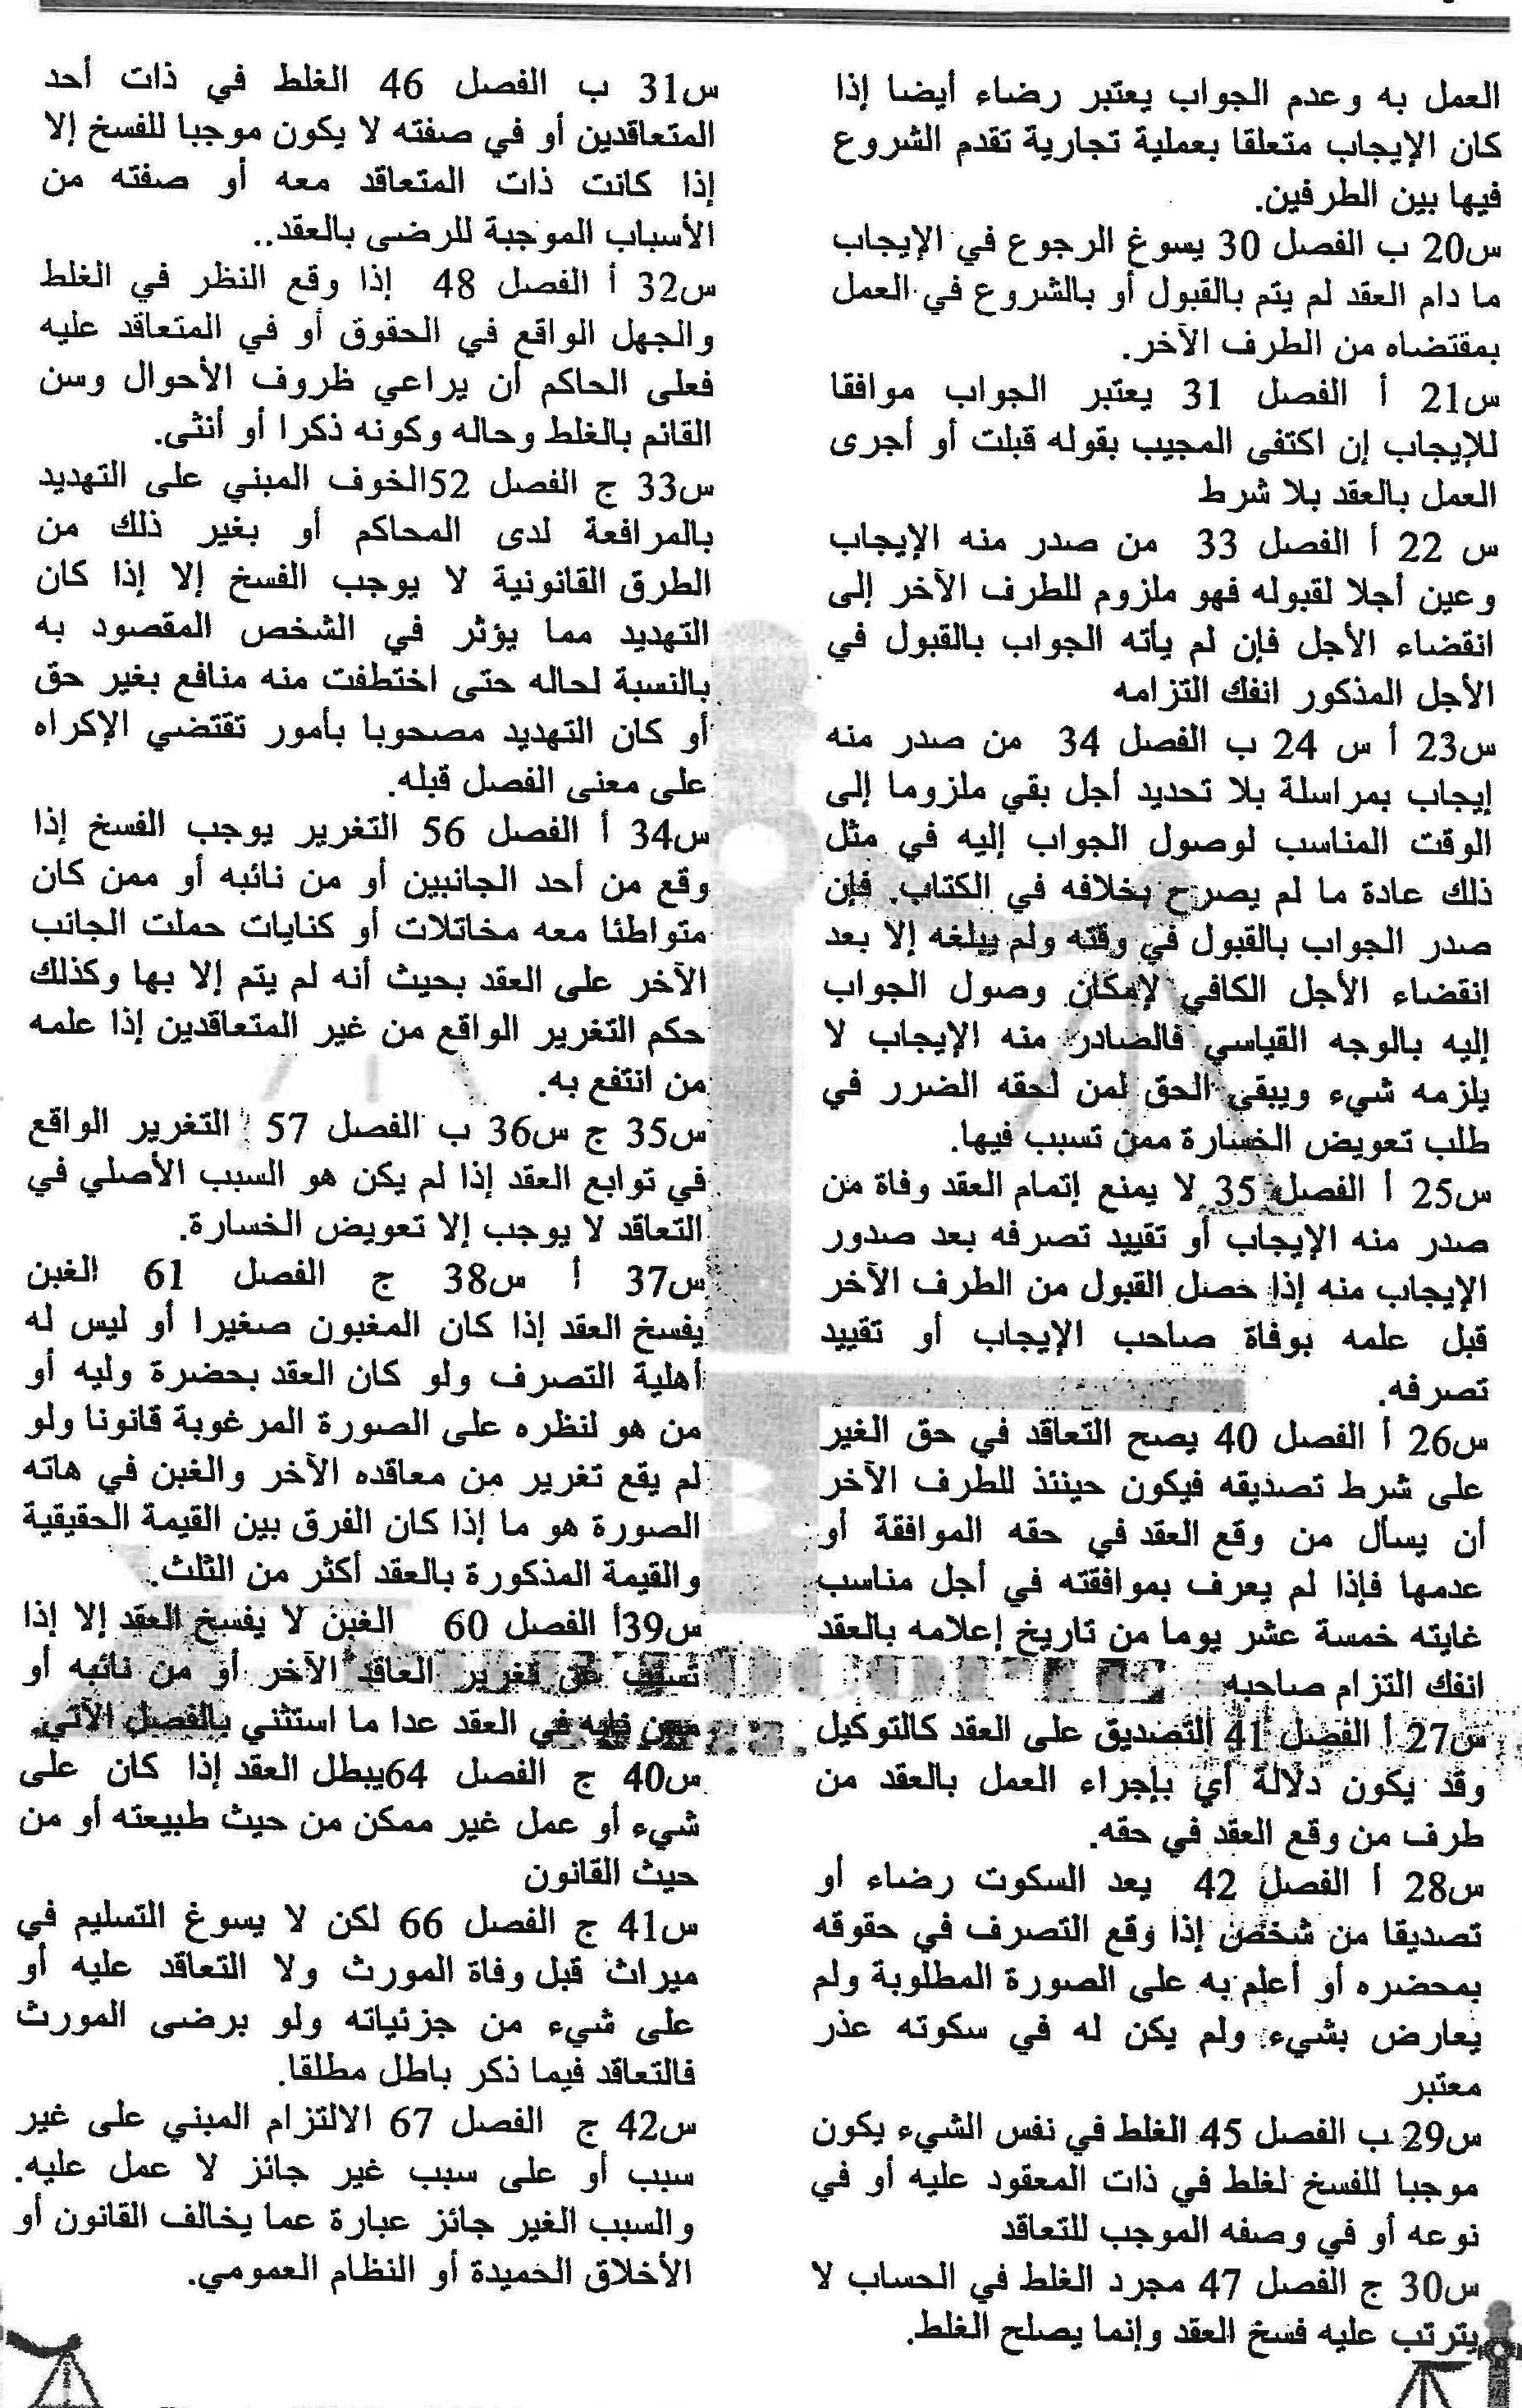 العمل به وعدم الجواب يعتبر رضاء أيضا إذا
كان الإيجاب متعلقا بعملية تجارية تقدم الشروع
فيها بين الطرفين.
س20 ب الفصل 30 يسوغ الرجوع في الإيجاب
ما دام العقد لم يتم بالقبول أو بالشروع في العمل
بمقتضاه من الطرف الآخر.
س21 أ الفصل 31 يعتبر الجواب موافقا
للإيجاب إن اكتفى المجيب بقوله قبلت أو أجرى
العمل بالعقد بلا شرط
س 22 أ الفصل 33 من صدر منه الإيجاب
وعين أجلا لقبوله فهو ملزوم للطرف الآخر إلى
انقضاء الأجل فإن لم يأته الجواب بالقبول في
الأجل المذكور انفك التزامه
س23 أ س 24 ب الفصل 34 من صدر منه
إيجاب بمراسلة بلا تحديد أجل بقي ملزوما إلى
الوقت المناسب لوصول الجواب إليه في مثل
ذلك عادة ما لم يصرح بخلافه في الكتاب. فإن
صدر الجواب بالقبول في وقته ولم يبلغه إلا بعد
انقضاء الأجل الكافي لإمكان وصول الجواب
إليه بالوجه القياسي فالصادر منه الإيجاب لا
يلزمه شيء ويبقى الحق لمن لحقه الضرر في
طلب تعويض الخسارة ممن تسبب فيها.
س25 أ الفصل 35 لا يمنع إتمام العقد وفاة من
صدر منه الإيجاب أو تقييد تصرفه بعد صدور
الإيجاب منه إذا حصل القبول من الطرف الآخر
قبل علمه بوفاة صاحب الإيجاب أو تقييد
تصرفه.
س26 أ الفصل 40 يصح التعاقد في حق الغير
على شرط تصديقه فيكون حينئذ للطرف الآخر
أن يسأل من وقع العقد في حقه الموافقة أو
عدمها فإذا لم يعرف بموافقته في أجل مناسب
غايته خمسة عشر يوما من تاريخ إعلامه بالعقد
انفك التزام صاحبه
س27 أ الفصل 41 التصديق على العقد كالتوكيل
وقد يكون دلالة أي بإجراء العمل بالعقد من
طرف من وقع العقد في حقه.
س28 أ الفصل 42 يعد السكوت رضاء أو
تصديقا من شخص إذا وقع التصرف في حقوقه
بمحضره أو أعلم به على الصورة المطلوبة ولم
يعارض بشيء ولم يكن له في سكوته عذر
معتبر
س29 ب الفصل 45 الغلط في نفس الشيء يكون
موجبا للفسخ لغلط في ذات المعقود عليه أو في
نوعه أو في وصفه الموجب للتعاقد
س30 ج الفصل 47 مجرد الغلط في الحساب لا
يترتب عليه فسخ العقد وإنما يصلح الغلط.
س31 ب الفصل 46 الغلط في ذات أحد
المتعاقدين أو في صفته لا يكون موجبا للفسخ إلا
إذا كانت ذات المتعاقد معه أو صفته من
الأسباب الموجبة للرضى بالعقد..
س32 أ الفصل 48 إذا وقع النظر في الغلط
والجهل الواقع في الحقوق أو في المتعاقد عليه
فعلى الحاكم أن يراعي ظروف الأحوال وسن
القائم بالغلط وحاله وكونه ذكرا أو أنثى.
س33 ج الفصل 52الخوف المبني على التهديد
بالمرافعة لدى المحاكم أو بغير ذلك من
الطرق القانونية لا يوجب الفسخ إلا إذا كان
التهديد مما يؤثر في الشخص المقصود به
بالنسبة لحاله حتى اختطفت منه منافع بغير حق
أو كان التهديد مصحوبا بأمور تقتضي الإكراه
على معنى الفصل قبله.
س34 أ الفصل 56 التغرير يوجب الفسخ إذا
وقع من أحد الجانبين أو من نائبه أو ممن كان
متواطئا معه مخاتلات أو كنايات حملت الجانب
الآخر على العقد بحيث أنه لم يتم إلا بها وكذلك
حكم التغرير الواقع من غير المتعاقدين إذا علمه
من انتفع به.
س35 ج س36 ب الفصل 57 التغرير الواقع
في توابع العقد إذا لم يكن هو السبب الأصلي في
التعاقد لا يوجب إلا تعويض الخسارة.
س37 أ س38 ج الفصل 61 الغبن
يفسخ العقد إذا كان المغبون صغيرا أو ليس له
أهلية التصرف ولو كان العقد بحضرة وليه أو
من هو لنظره على الصورة المرغوبة قانونا ولو
لم يقع تغرير من معاقده الآخر والغبن في هاته
الصورة هو ما إذا كان الفرق بين القيمة الحقيقية
والقيمة المذكورة بالعقد أكثر من الثلث.
س39أ الفصل 60 الغبن لا يفسخ العقد إلا إذا
تسبب عن تغرير العاقد الآخر أو من نائبه أو
ممن نابه في العقد عدا ما استثني بالفصل الآتي.
س40 ج الفصل 64يبطل العقد إذا كان على
شيء أو عمل غير ممكن من حيث طبيعته أو من
حيث القانون
س41 ج الفصل 66 لكن لا يسوغ التسليم في
ميراث قبل وفاة المورث ولا التعاقد عليه أو
على شيء من جزئياته ولو برضى المورث
فالتعاقد فيما ذكر باطل مطلقا.
س42 ج الفصل 67 الالتزام المبني على غير
سبب أو على سبب غير جائز لا عمل عليه.
والسبب الغير جائز عبارة عما يخالف القانون أو
الأخلاق الحميدة أو النظام العمومي.